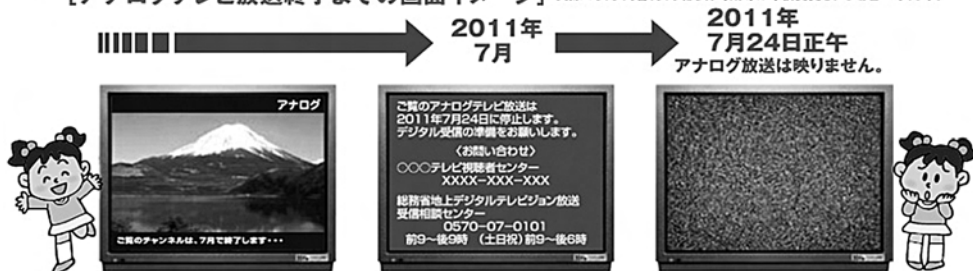 [アナログテレビ放送終了までの画面イメージ]
2011年
7月
2011年
7月24日正午
アナログ放送は映りません。
アナログ
ご覧のチャンネルは、7月で終了します・・・
ご覧のアナログテレビ放送は
2011年7月24日に停止します。
デジタル受信の準備をお願いします。
〈お問い合わせ〉
○○○テレビ視聴者センター
XXXX-XXX-XXX
総務省地上デジタルテレビジョン放送
受信相談センター
0570-07-0101
前9〜後9時 (土日祝)前9〜後6時